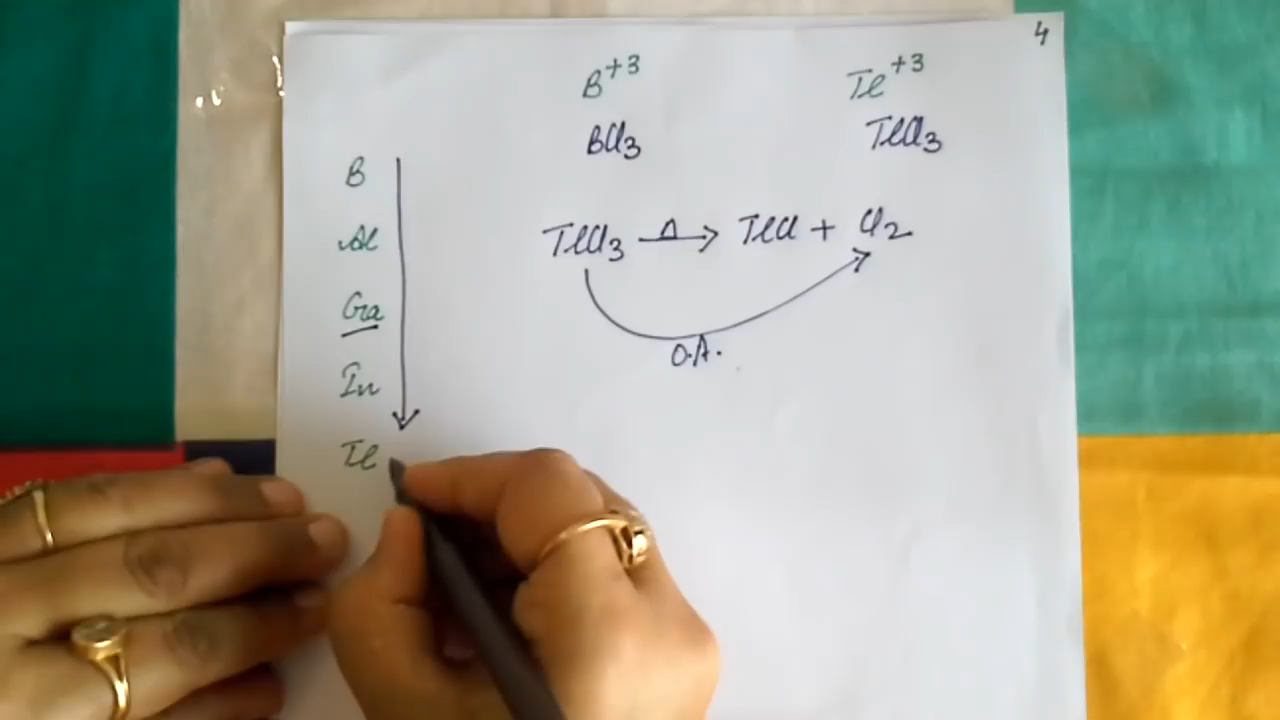 4
B+3 Tl+3
BCl3 TlCl3
B
Al
TlCl3 —Δ→ TlCl + Cl2
Ga
O.A.
In
Tl